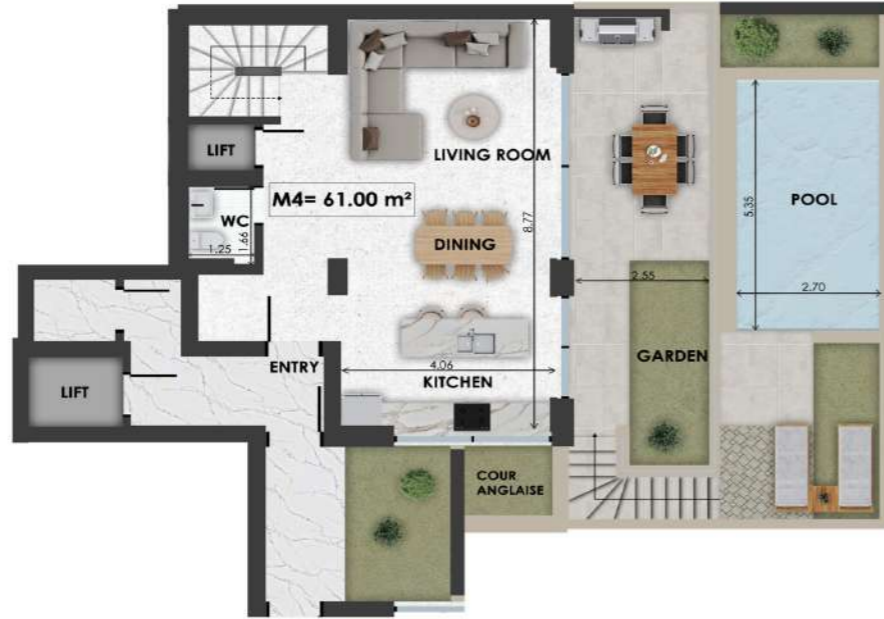 LIFT
LIVING ROOM
M4= 61.00 m²
WC
1.25
1.66
8.77
DINING
5.35
POOL
2.55
2.70
ENTRY
4.06
KITCHEN
GARDEN
LIFT
COUR
ANGLAISE